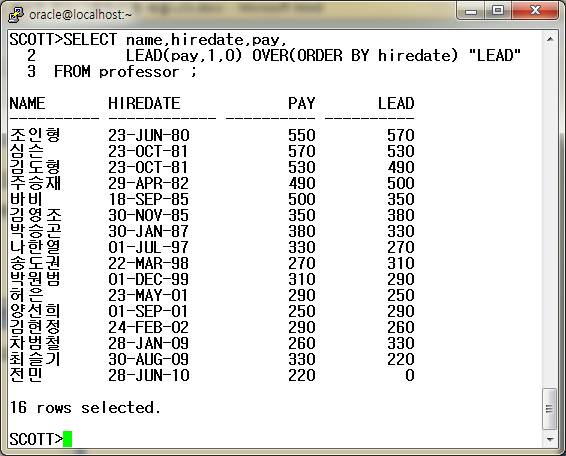 oracle@localhost:~
SCOTT>SELECT name,hiredate,pay,
  2         LEAD(pay,1,0) OVER(ORDER BY hiredate) "LEAD"
  3  FROM professor ;
NAME       HIREDATE            PAY       LEAD
---------- ------------ ---------- ----------
조인형     23-JUN-80           550        570
심슨       23-OCT-81           570        530
김도형     23-OCT-81           530        490
주승재     29-APR-82           490        500
바비       18-SEP-85           500        350
김영조     30-NOV-85           350        380
박승곤     30-JAN-87           380        330
나한열     01-JUL-97           330        270
송도권     22-MAR-98           270        310
박원범     01-DEC-99           310        290
허은       23-MAY-01           290        250
양선희     01-SEP-01           250        290
김현정     24-FEB-02           290        260
차범철     28-JAN-09           260        330
최슬기     30-AUG-09           330        220
전민       28-JUN-10           220          0
16 rows selected.
SCOTT>